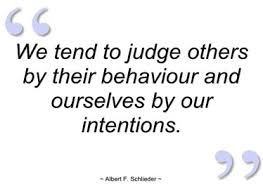 We tend to judge others
by their behaviour and
ourselves by our
intentions.
~ Albert F. Schlieder ~